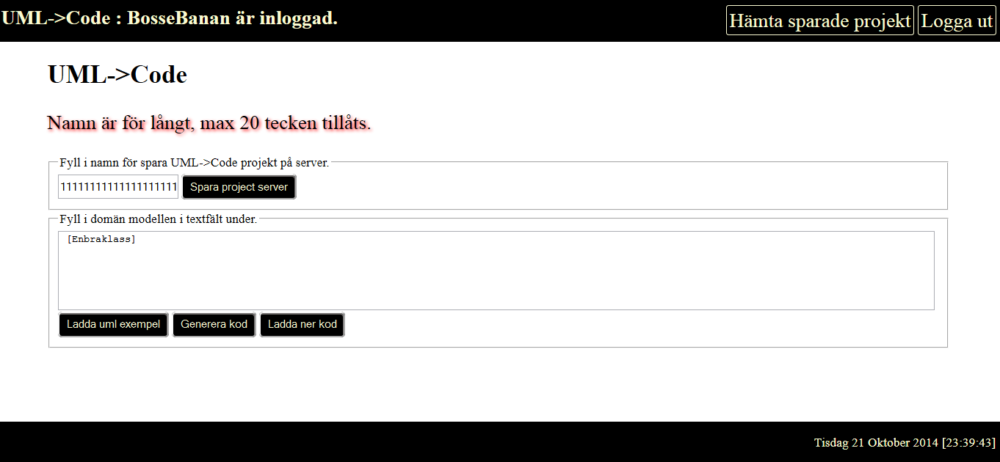 UML->Code : BosseBanan är inloggad.
Hämta sparade projekt Logga ut
UML->Code
Namn är för långt, max 20 tecken tillåts.
Fyll i namn för spara UML->Code projekt på server.
11111111111111111111 Spara project server
Fyll i domän modellen i textfält under.
[Enbraklass]
Ladda uml exempel Generera kod Ladda ner kod
Tisdag 21 Oktober 2014 [23:39:43]